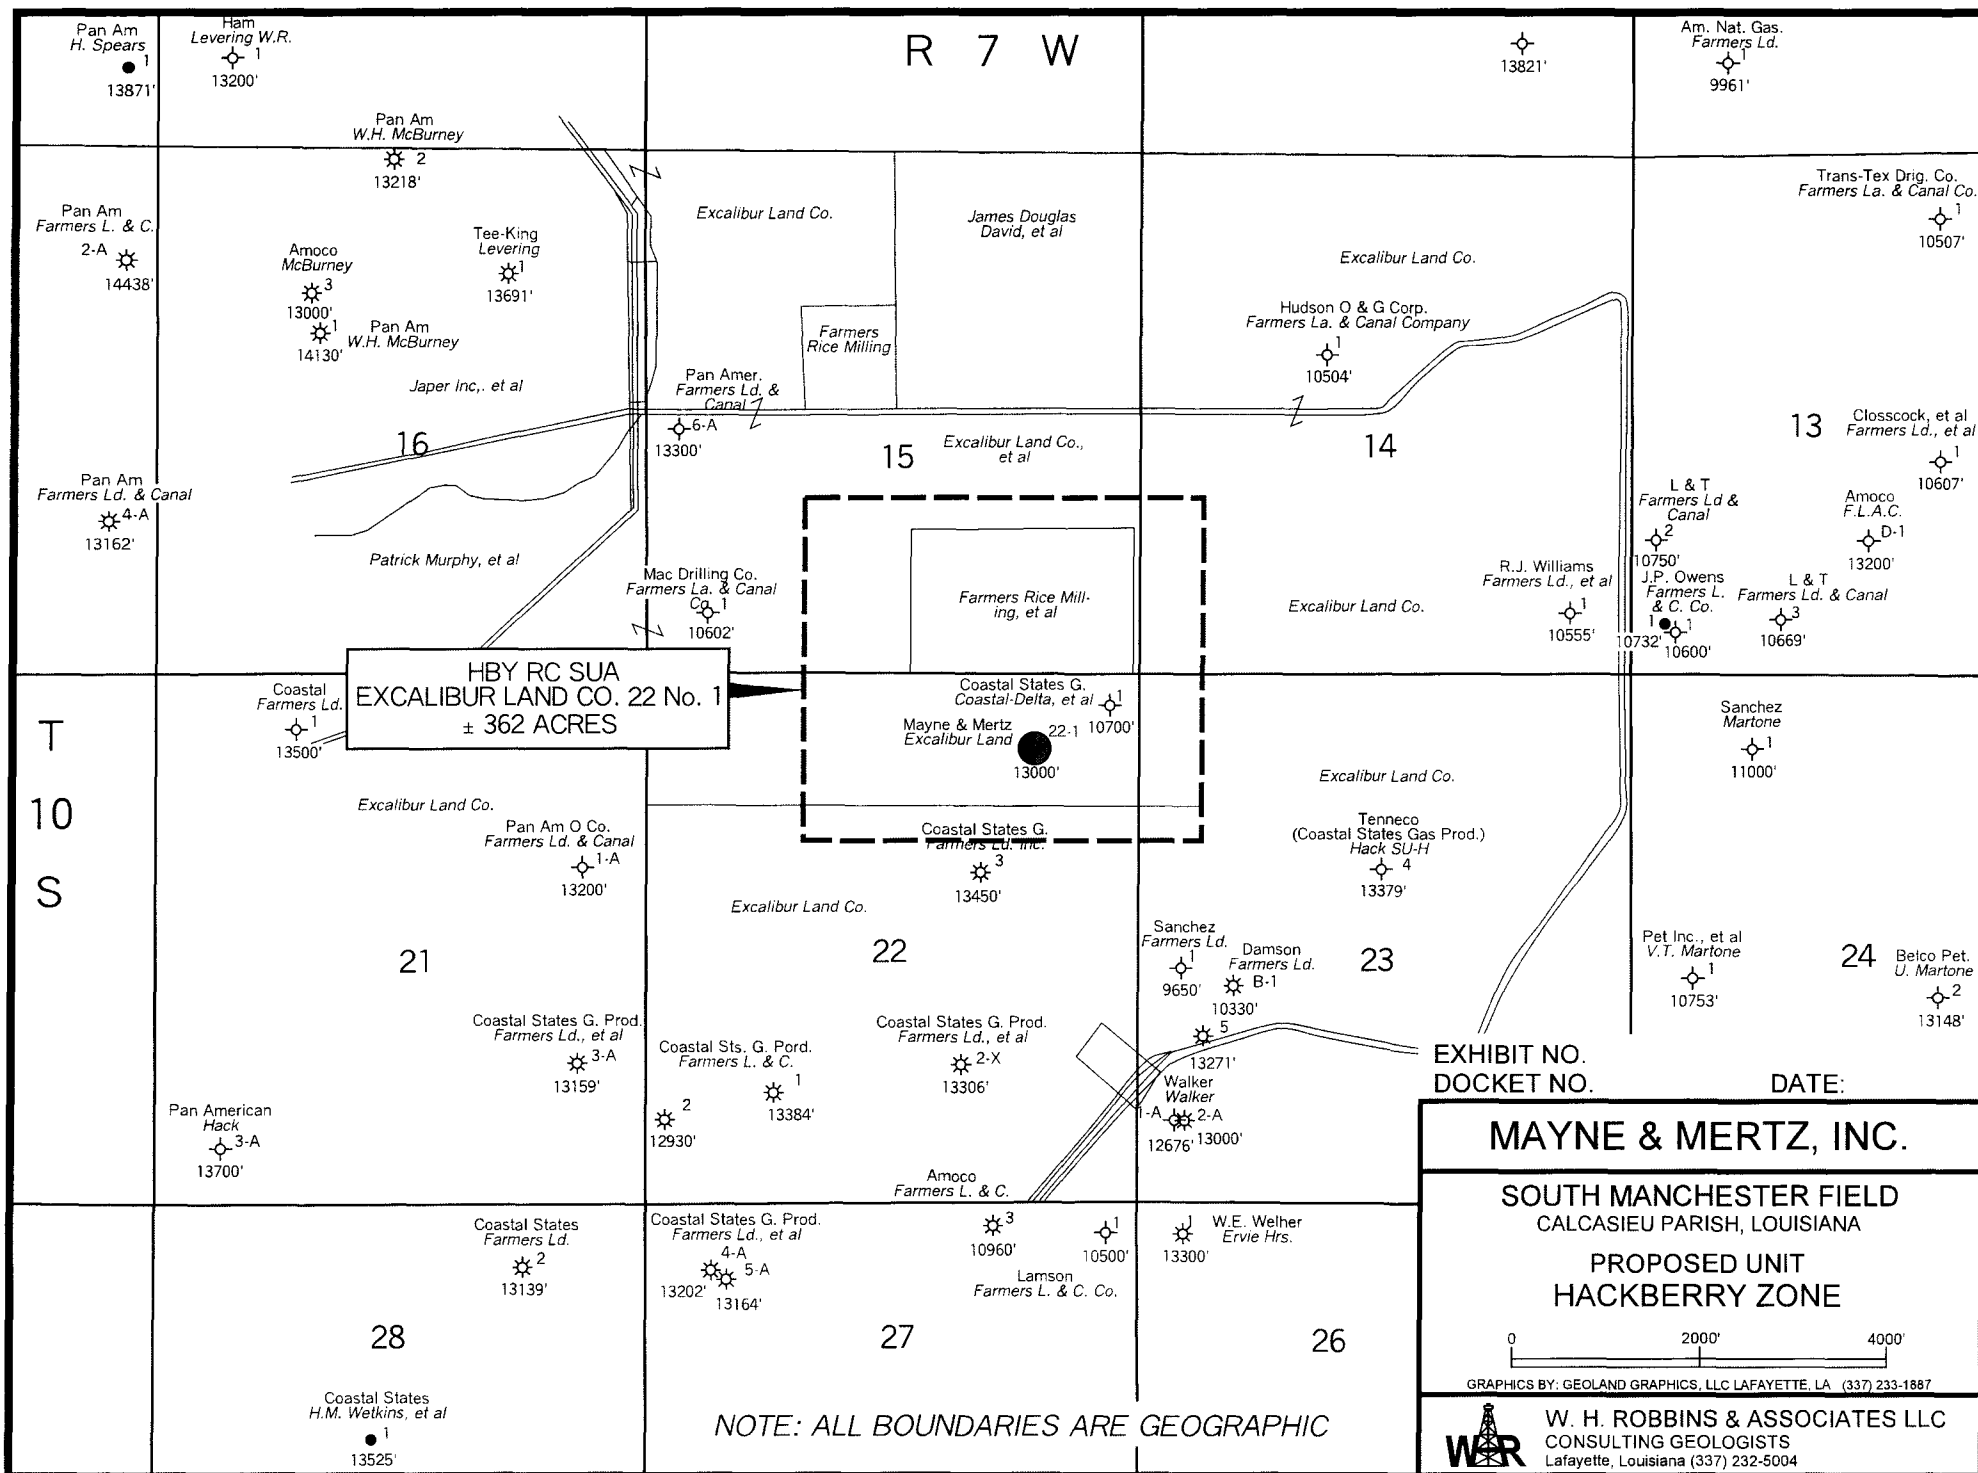 R 7 W
Pan Am
H. Spears
1
13871'
Ham
Levering W.R.
1
13200'
13821'
Am. Nat. Gas.
Farmers Ld.
1
9961'
Pan Am
W.H. McBurney
2
13218'
Pan Am
Farmers L. & C.
2-A
14438'
Amoco
McBurney
3
13000'
1
14130'
Pan Am
W.H. McBurney
Tee-King
Levering
1
13691'
Japer Inc,. et al
Excalibur Land Co.
James Douglas
David, et al
Farmers
Rice Milling
Excalibur Land Co.
Hudson O & G Corp.
Farmers La. & Canal Company
1
10504'
Trans-Tex Drig. Co.
Farmers La. & Canal Co.
1
10507'
Pan Amer.
Farmers Ld. &
Canal
6-A
13300'
16
15
14
13
Excalibur Land Co.,
et al
Closscock, et al
Farmers Ld., et al
1
10607'
Pan Am
Farmers Ld. & Canal
4-A
13162'
Patrick Murphy, et al
Mac Drilling Co.
Farmers La. & Canal
Co.
1
10602'
Farmers Rice Mill-
ing, et al
Excalibur Land Co.
R.J. Williams
Farmers Ld., et al
1
10555'
L & T
Farmers Ld &
Canal
2
10750'
Amoco
F.L.A.C.
D-1
13200'
J.P. Owens
Farmers L.
& C. Co.
1
1
10732'
10600'
L & T
Farmers Ld. & Canal
3
10669'
HBY RC SUA
EXCALIBUR LAND CO. 22 No. 1
± 362 ACRES
T
10
S
Coastal
Farmers Ld.
1
13500'
Coastal States G.
Coastal-Delta, et al
1
10700'
Mayne & Mertz
Excalibur Land
22-1
13000'
Sanchez
Martone
1
11000'
Excalibur Land Co.
Excalibur Land Co.
Pan Am O Co.
Farmers Ld. & Canal
1-A
13200'
Coastal States G.
Farmers Ld. Inc.
3
13450'
Tenneco
(Coastal States Gas Prod.)
Hack SU-H
4
13379'
Excalibur Land Co.
21
22
23
24
Sanchez
Farmers Ld.
1
9650'
Damson
Farmers Ld.
B-1
10330'
Pet Inc., et al
V.T. Martone
1
10753'
Belco Pet.
U. Martone
2
13148'
Coastal States G. Prod.
Farmers Ld., et al
3-A
13159'
Coastal Sts. G. Pord.
Farmers L. & C.
1
13384'
2
12930'
Coastal States G. Prod.
Farmers Ld., et al
2-X
13306'
5
13271'
Walker
Walker
1-A
2-A
12676'
13000'
Pan American
Hack
3-A
13700'
Amoco
Farmers L. & C.
3
10960'
Coastal States
Farmers Ld.
2
13139'
Coastal States G. Prod.
Farmers Ld., et al
4-A
5-A
13202'
13164'
1
10500'
Lamson
Farmers L. & C. Co.
1
13300'
W.E. Welher
Ervie Hrs.
28
27
26
Coastal States
H.M. Wetkins, et al
1
13525'
NOTE: ALL BOUNDARIES ARE GEOGRAPHIC
EXHIBIT NO.
DOCKET NO.
DATE:
MAYNE & MERTZ, INC.
SOUTH MANCHESTER FIELD
CALCASIEU PARISH, LOUISIANA
PROPOSED UNIT
HACKBERRY ZONE
0 2000' 4000'
GRAPHICS BY: GEOLAND GRAPHICS, LLC LAFAYETTE, LA (337) 233-1887
W R
W. H. ROBBINS & ASSOCIATES LLC
CONSULTING GEOLOGISTS
Lafayette, Louisiana (337) 232-5004